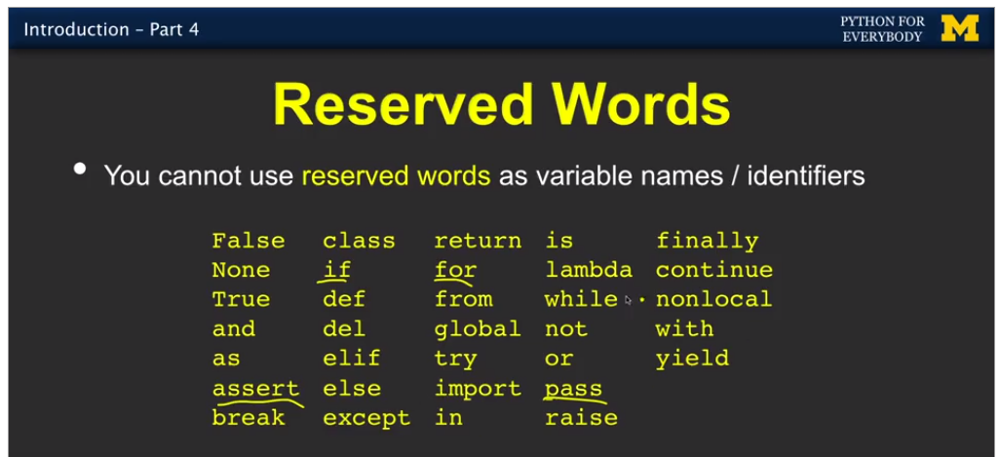 Introduction – Part 4
PYTHON FOR
EVERYBODY
M
Reserved Words
• You cannot use reserved words as variable names / identifiers
False class return is finally
None if for lambda continue
True def from while nonlocal
and del global not with
as elif try or yield
assert else import pass
break except in raise